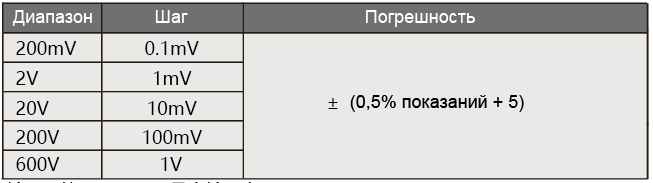 Диапазон Шаг Погрешность
200mV 0.1mV
2V 1mV
20V 10mV ± (0,5% показаний + 5)
200V 100mV
600V 1V